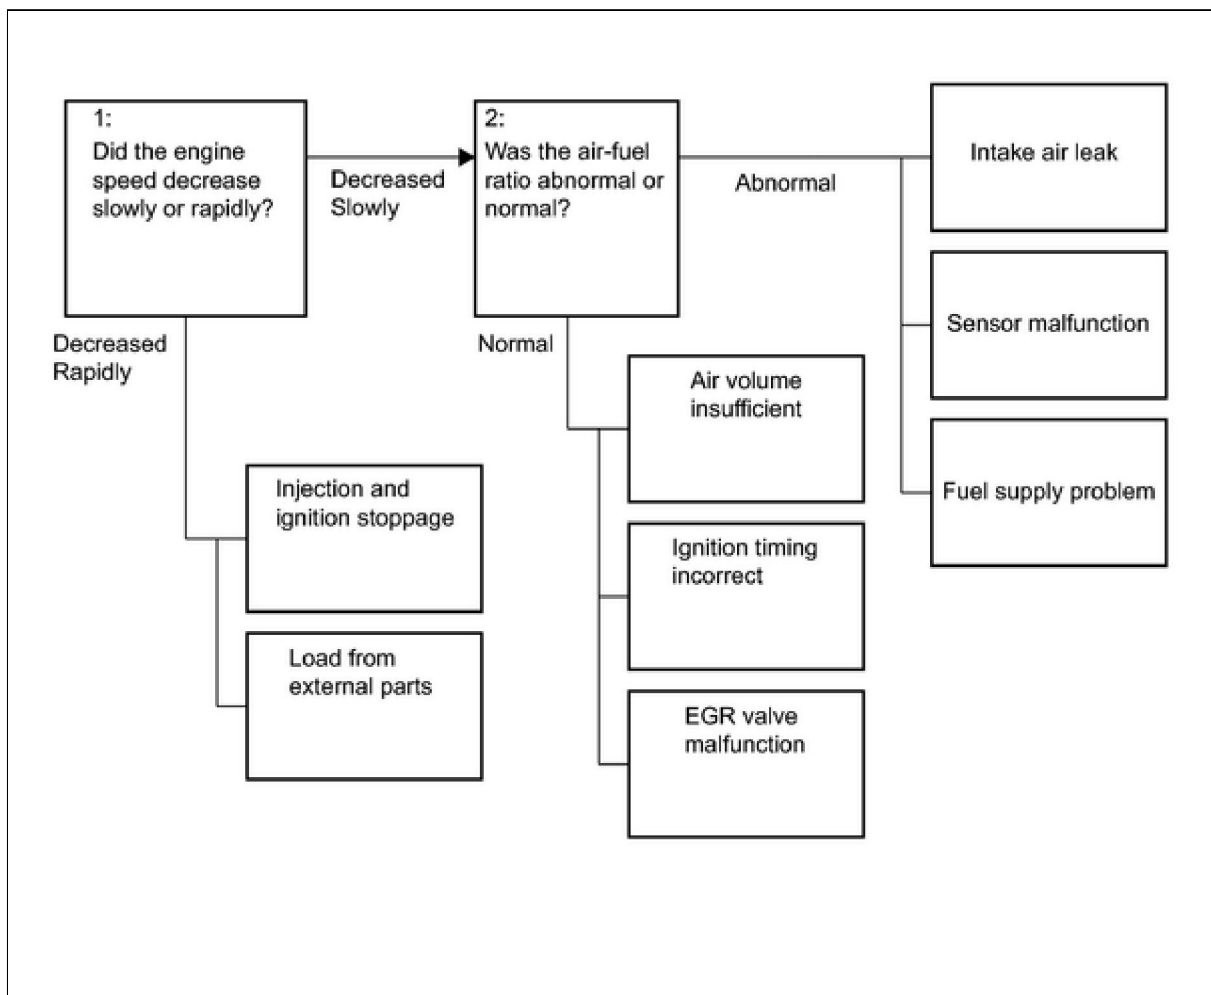 1:
Did the engine
speed decrease
slowly or rapidly?
Decreased
Slowly
2:
Was the air-fuel
ratio abnormal or
normal?
Abnormal
Intake air leak
Sensor malfunction
Fuel supply problem
Normal
Air volume
insufficient
Ignition timing
incorrect
EGR valve
malfunction
Decreased
Rapidly
Injection and
ignition stoppage
Load from
external parts